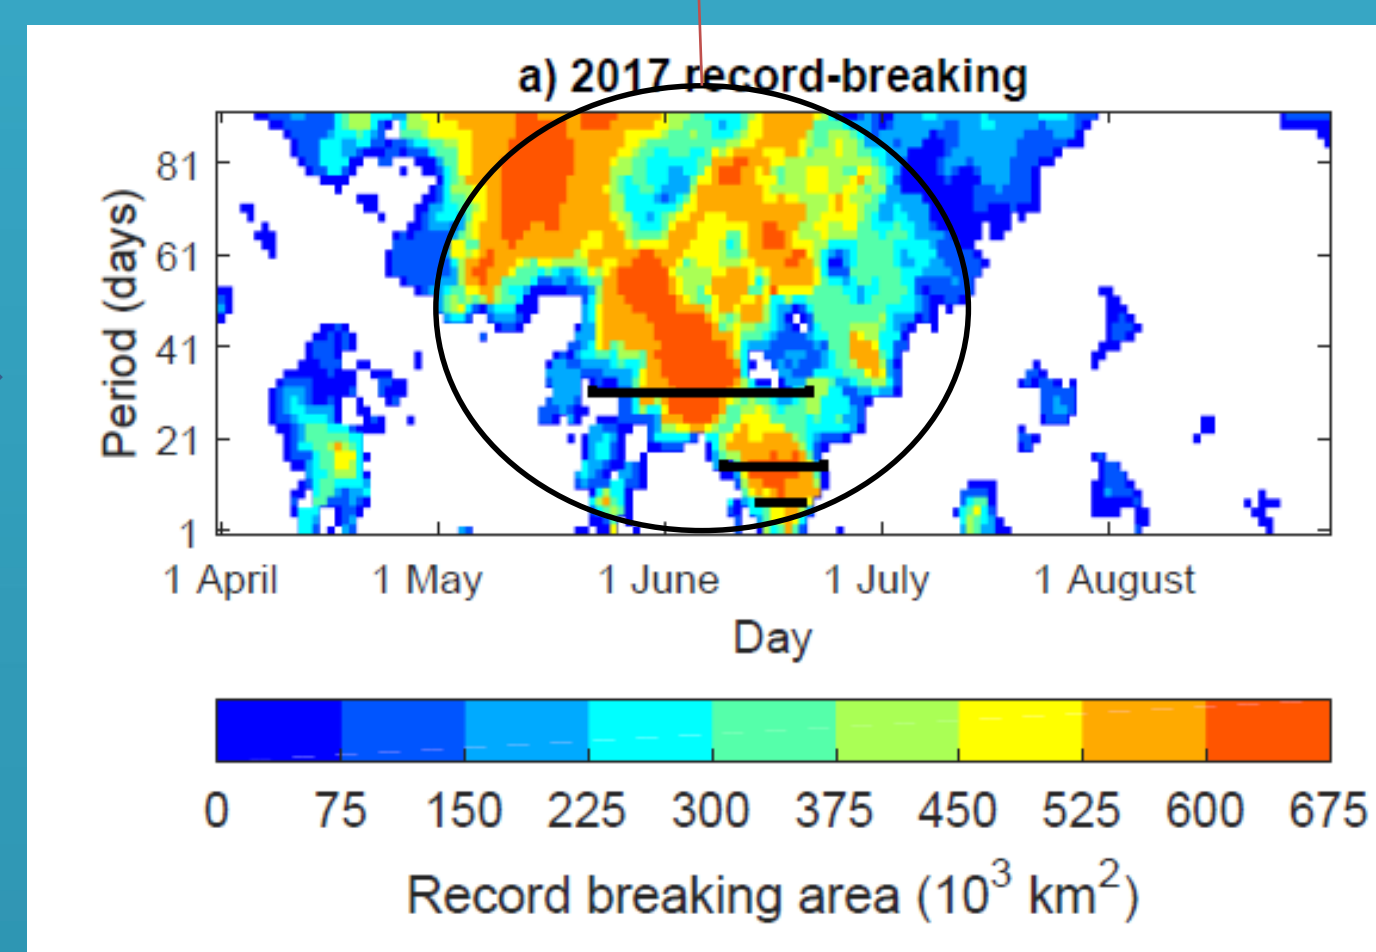 a) 2017 record-breaking
Period (days)
81
61
41
21
1
1 April 1 May 1 June 1 July 1 August
Day
0 75 150 225 300 375 450 525 600 675
Record breaking area (10³ km²)